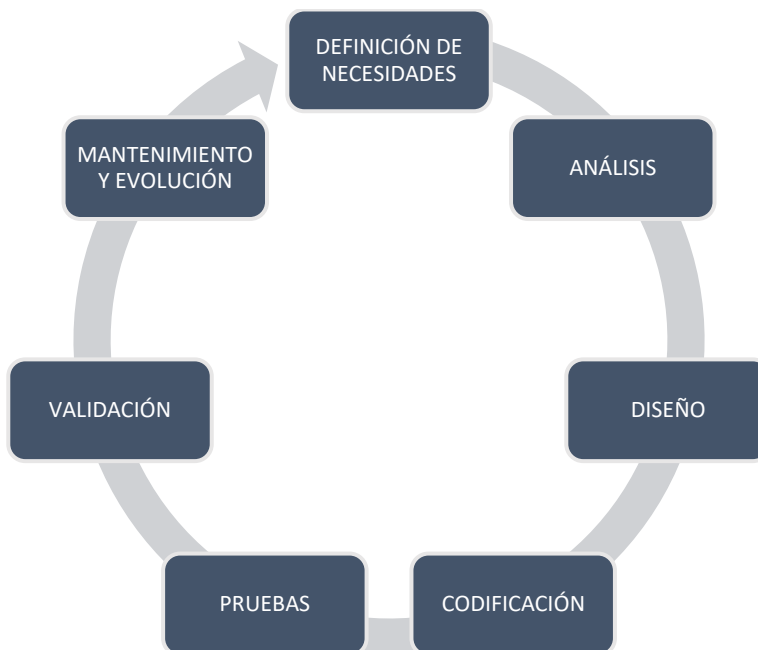 DEFINICIÓN DE
NECESIDADES
ANÁLISIS
DISEÑO
CODIFICACIÓN
PRUEBAS
VALIDACIÓN
MANTENIMIENTO
Y EVOLUCIÓN